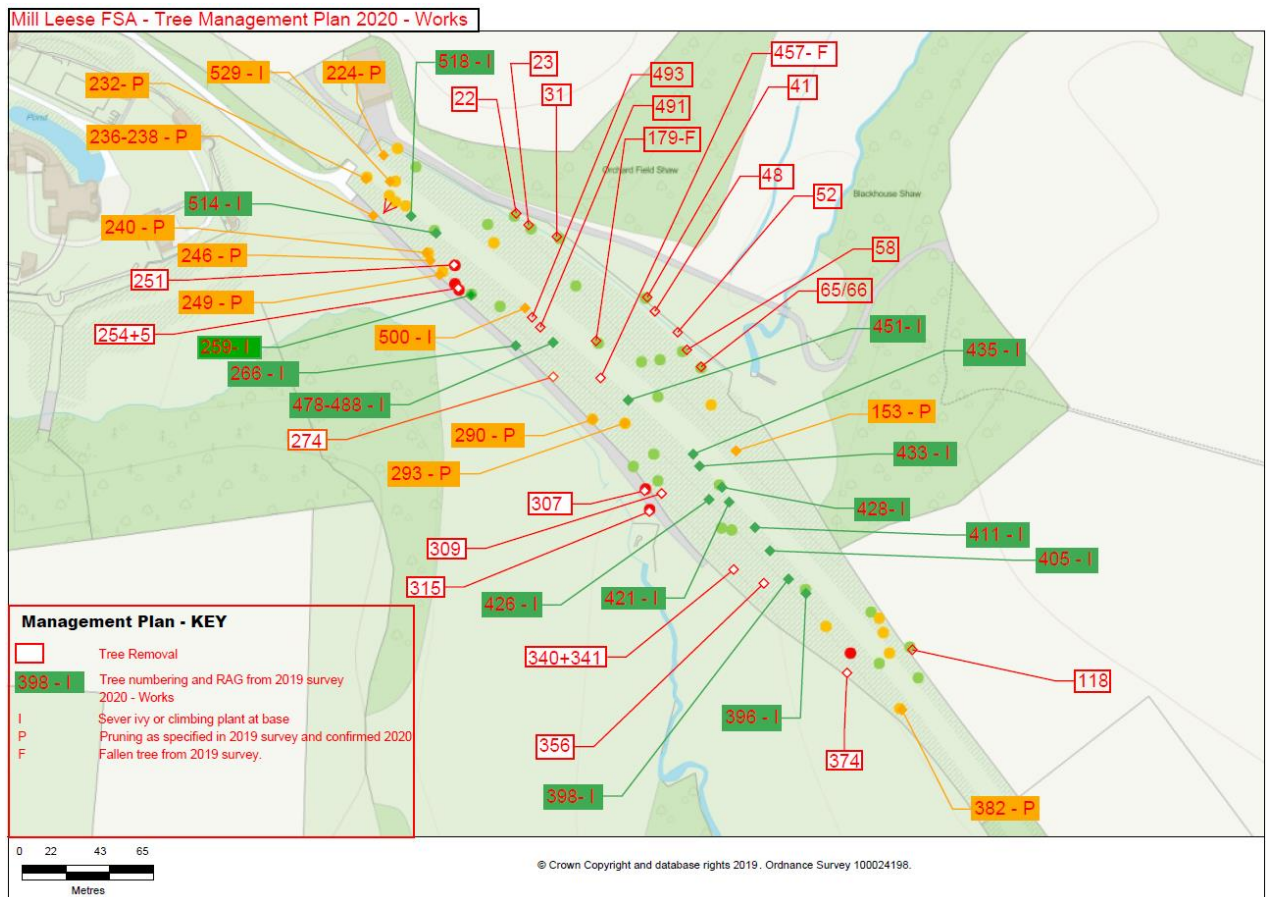 Mill Leese FSA - Tree Management Plan 2020 - Works
518 - I
23
457- F
529 - I
224- P
493
41
232- P
22
31
491
Pond
236-238 - P
179-F
Orchard Field Shaw
48
Blackhouse Shaw
52
514 - I
240 - P
58
246 - P
251
65/66
249 - P
254+5
500 - I
451- I
259- I
435 - I
266 - I
478-488 - I
153 - P
274
290 - P
433 - I
293 - P
307
428- I
411 - I
309
405 - I
315
426 - I
421 - I
340+341
118
396 - I
356
374
398- I
382 - P
Management Plan - KEY
Tree Removal
398 - I
Tree numbering and RAG from 2019 survey
2020 - Works
I Sever ivy or climbing plant at base
P Pruning as specified in 2019 survey and confirmed 2020
F Fallen tree from 2019 survey.
0 22 43 65
Metres
© Crown Copyright and database rights 2019. Ordnance Survey 100024198.